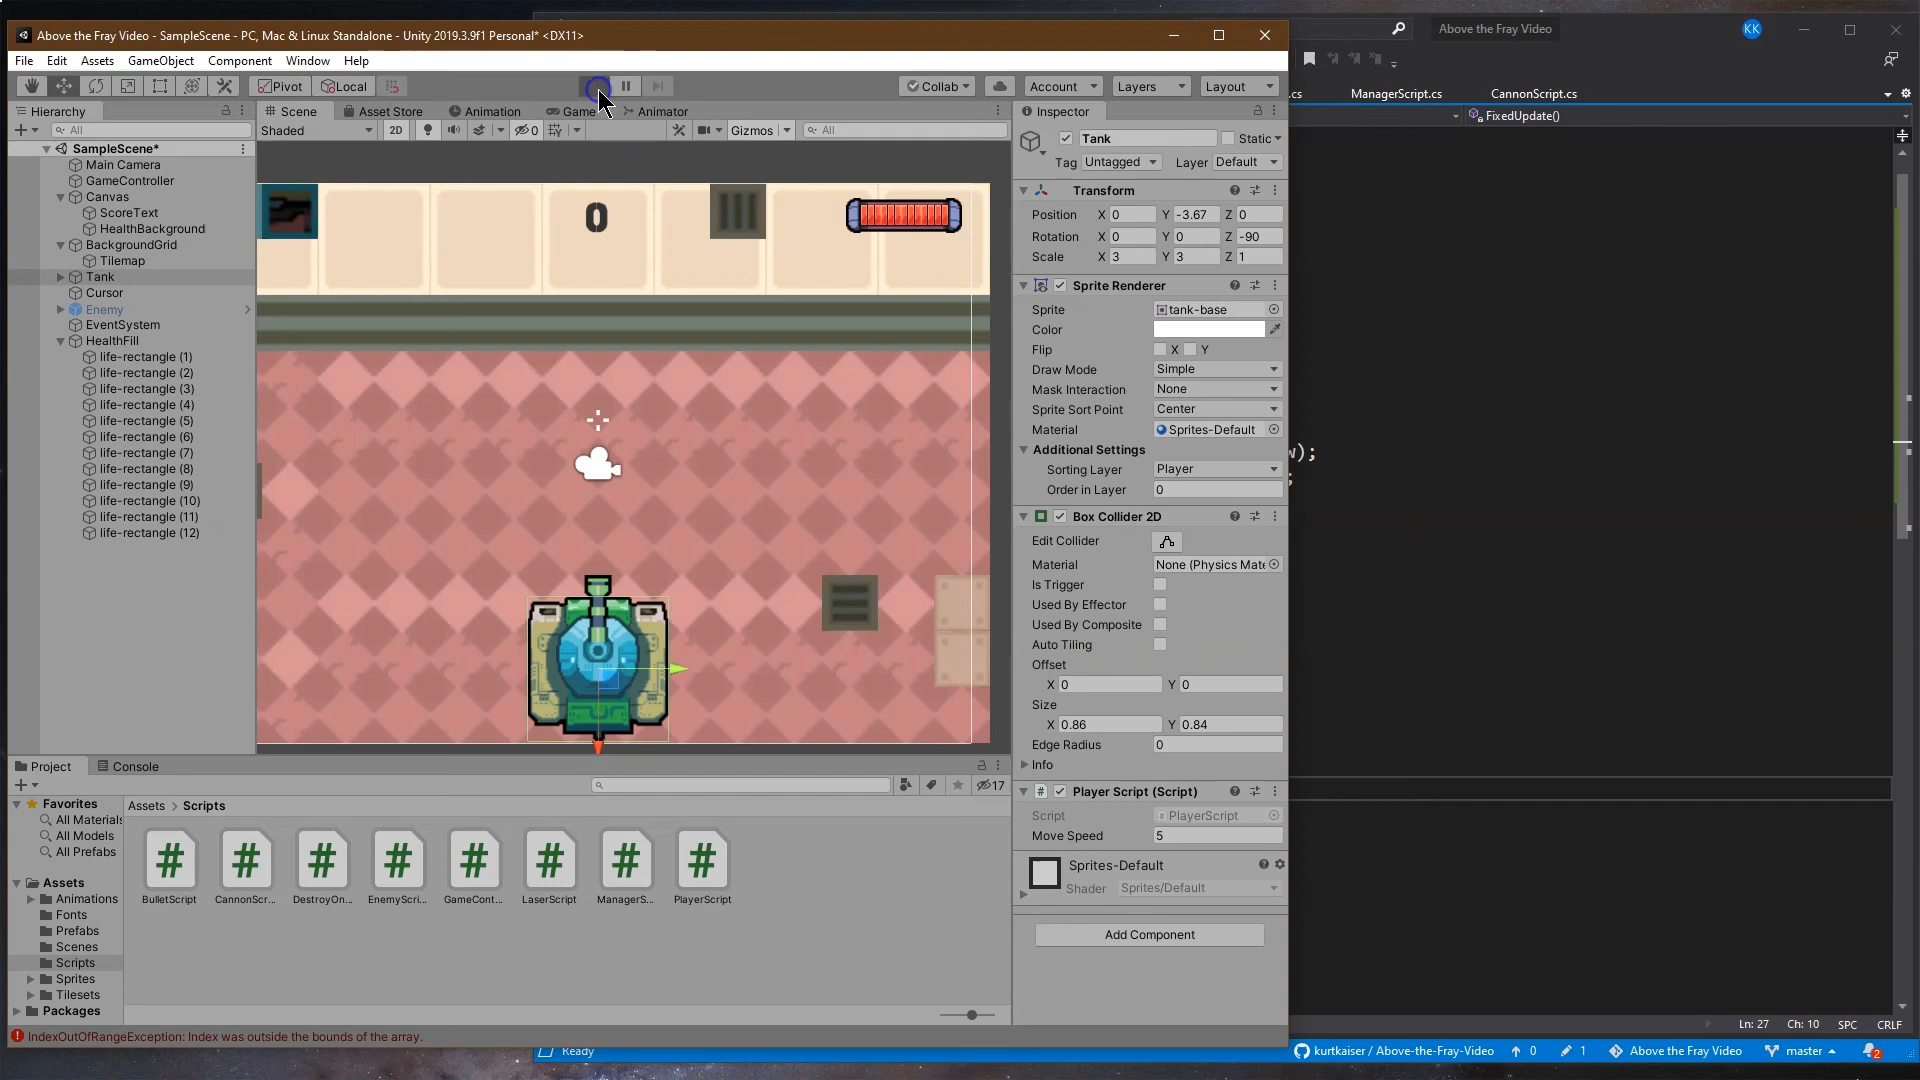 Above the Fray Video - SampleScene - PC, Mac & Linux Standalone - Unity 2019.3.9f1 Personal* <DX11>
Above the Fray Video
KK
File Edit Assets GameObject Component Window Help
Pivot Local
Collab Account Layers Layout
.cs ManagerScript.cs CannonScript.cs
FixedUpdate()
Hierarchy
All
SampleScene*
Main Camera
GameController
Canvas
ScoreText
HealthBackground
BackgroundGrid
Tilemap
Tank
Cursor
Enemy
EventSystem
HealthFill
life-rectangle (1)
life-rectangle (2)
life-rectangle (3)
life-rectangle (4)
life-rectangle (5)
life-rectangle (6)
life-rectangle (7)
life-rectangle (8)
life-rectangle (9)
life-rectangle (10)
life-rectangle (11)
life-rectangle (12)
Scene Asset Store Animation Game Animator
Shaded 2D 0 Gizmos All
0
Inspector
Tank Static
Tag Untagged Layer Default
Transform
Position X 0 Y -3.67 Z 0
Rotation X 0 Y 0 Z -90
Scale X 3 Y 3 Z 1
Sprite Renderer
Sprite tank-base
Color
Flip X Y
Draw Mode Simple
Mask Interaction None
Sprite Sort Point Center
Material Sprites-Default
Additional Settings
Sorting Layer Player
Order in Layer 0
Box Collider 2D
Edit Collider
Material None (Physics Mate
Is Trigger
Used By Effector
Used By Composite
Auto Tiling
Offset
X 0 Y 0
Size
X 0.86 Y 0.84
Edge Radius 0
Info
Player Script (Script)
Script PlayerScript
Move Speed 5
Sprites-Default
Shader Sprites/Default
Add Component
);
;
Project Console
17
Favorites
All Materials
All Models
All Prefabs
Assets
Animations
Fonts
Prefabs
Scenes
Scripts
Sprites
Tilesets
Packages
Assets > Scripts
BulletScript CannonScr... DestroyOn... EnemyScri... GameCont... LaserScript ManagerS... PlayerScript
IndexOutOfRangeException: Index was outside the bounds of the array.
Ln: 27 Ch: 10 SPC CRLF
Ready
kurtkaiser / Above-the-Fray-Video 0 1 Above the Fray Video master 2